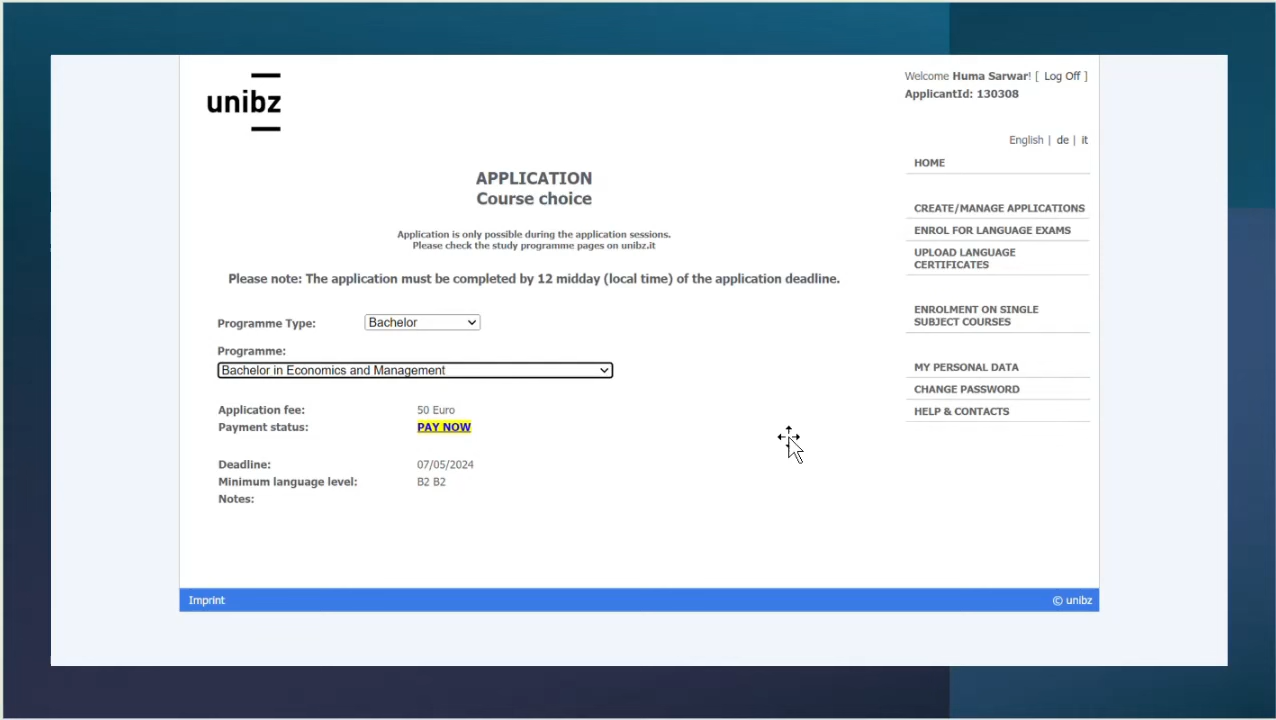 unibz
Welcome Huma Sarwar! [ Log Off ]
ApplicantId: 130308
English | de | it
APPLICATION
Course choice
Application is only possible during the application sessions.
Please check the study programme pages on unibz.it
Please note: The application must be completed by 12 midday (local time) of the application deadline.
Programme Type: Bachelor
Programme:
Bachelor in Economics and Management
Application fee: 50 Euro
Payment status: PAY NOW
Deadline: 07/05/2024
Minimum language level: B2 B2
Notes:
HOME
CREATE/MANAGE APPLICATIONS
ENROL FOR LANGUAGE EXAMS
UPLOAD LANGUAGE
CERTIFICATES
ENROLMENT ON SINGLE
SUBJECT COURSES
MY PERSONAL DATA
CHANGE PASSWORD
HELP & CONTACTS
Imprint © unibz